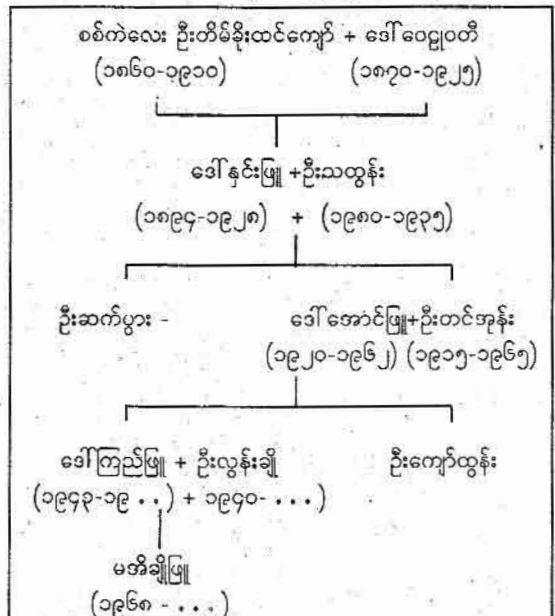 စစ်ကဲလေး ဦးတိမ်ခိုးထင်ကျော် + ဒေါ်ဝေဠုဝတီ
(၁၈၆၀-၁၉၁၀) (၁၈၇၀-၁၉၂၅)
ဒေါ်နှင်းဖြူ +ဦးသထွန်း
(၁၈၉၄-၁၉၂၈) + (၁၉၈၀-၁၉၃၅)
ဦးဆက်ပွား - ဒေါ်အောင်ဖြူ+ဦးတင်အုန်း
(၁၉၂၀-၁၉၆၂) (၁၉၁၅-၁၉၆၅)
ဒေါ်ကြည်ဖြူ + ဦးလွန်းချို ဦးကျော်ထွန်း
(၁၉၄၃-၁၉ . .) + ၁၉၄၀- . . . )
မအိချိုဖြူ
(၁၉၆၈ - . . . )